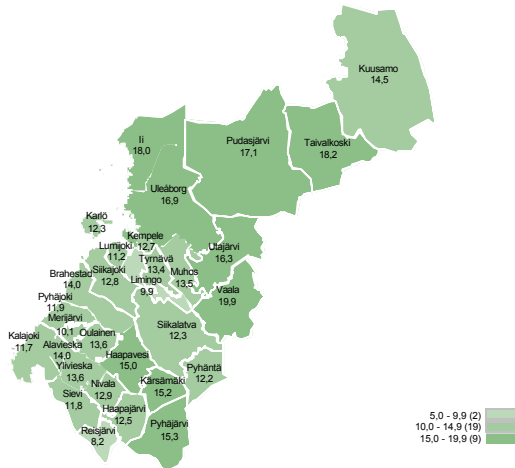 Kuusamo
14,5
Ii
18,0
Pudasjärvi
17,1
Taivalkoski
18,2
Uleåborg
16,9
Karlö
12,3
Kempele
12,7
Lumijoki
11,2
Utajärvi
16,3
Tyrnävä
13,4
Brahestad
14,0
Siikajoki
12,8
Muhos
13,5
Limingo
9,9
Vaala
19,9
Pyhäjoki
11,9
Merijärvi
10,1
Siikalatva
12,3
Kalajoki
11,7
Oulainen
13,6
Alavieska
14,0
Haapavesi
15,0
Pyhäntä
12,2
Ylivieska
13,6
Kärsämäki
15,2
Nivala
12,9
Sievi
11,8
Haapajärvi
12,5
Pyhäjärvi
15,3
Reisjärvi
8,2
5,0 - 9,9 (2)
10,0 - 14,9 (19)
15,0 - 19,9 (9)